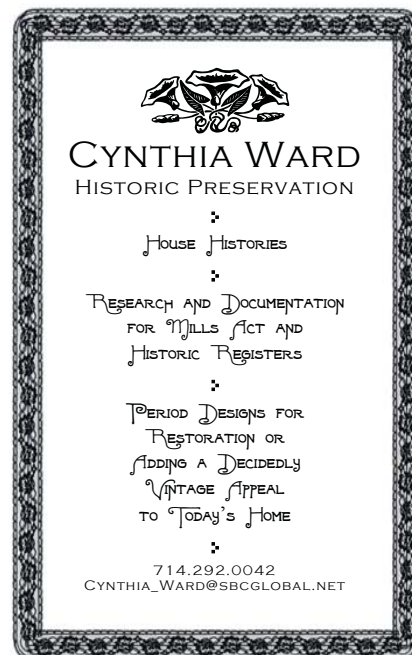 Cynthia Ward
Historic Preservation
House Histories
Research and Documentation
for Mills Act and
Historic Registers
Period Designs for
Restoration or
Adding a Decidedly
Vintage Appeal
to Today's Home
714.292.0042
Cynthia_Ward@sbcglobal.net